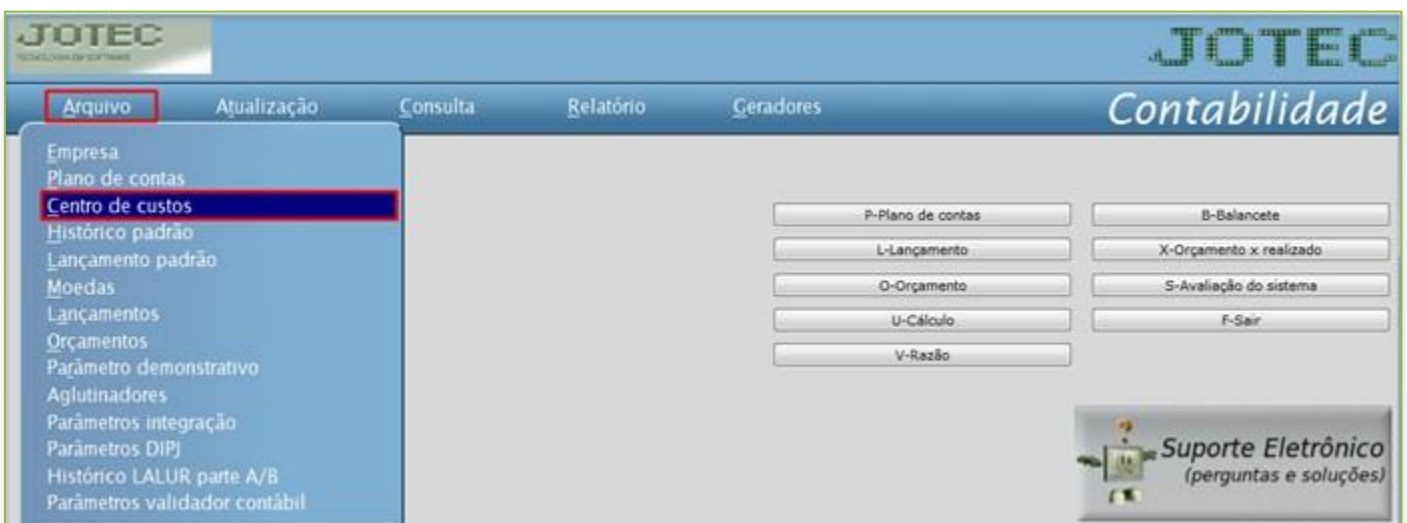 JOTEC
JOTEC
Arquivo Atualização Consulta Relatório Geradores Contabilidade
Empresa
Plano de contas
Centro de custos
Histórico padrão
Lançamento padrão
Moedas
Lançamentos
Orçamentos
Parâmetro demonstrativo
Aglutinadores
Parâmetros integração
Parâmetros DIPJ
Histórico LALUR parte A/B
Parâmetros validador contábil
P-Plano de contas B-Balancete
L-Lançamento X-Orçamento x realizado
O-Orçamento S-Avaliação do sistema
U-Cálculo F-Sair
V-Razão
Suporte Eletrônico
(perguntas e soluções)